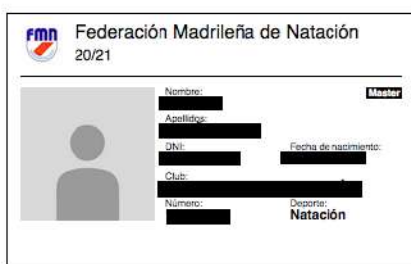 fmn
Federación Madrileña de Natación
20/21
Nombre:
Master
Apellidos:
DNI:
Fecha de nacimiento:
Club:
Número:
Deporte:
Natación